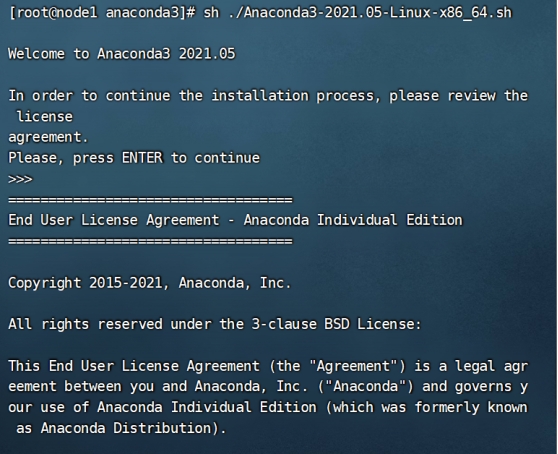 [root@node1 anaconda3]# sh ./Anaconda3-2021.05-Linux-x86_64.sh
Welcome to Anaconda3 2021.05
In order to continue the installation process, please review the
 license
agreement.
Please, press ENTER to continue
>>>
===================================
End User License Agreement - Anaconda Individual Edition
===================================
Copyright 2015-2021, Anaconda, Inc.
All rights reserved under the 3-clause BSD License:
This End User License Agreement (the "Agreement") is a legal agr
eement between you and Anaconda, Inc. ("Anaconda") and governs y
our use of Anaconda Individual Edition (which was formerly known
 as Anaconda Distribution).